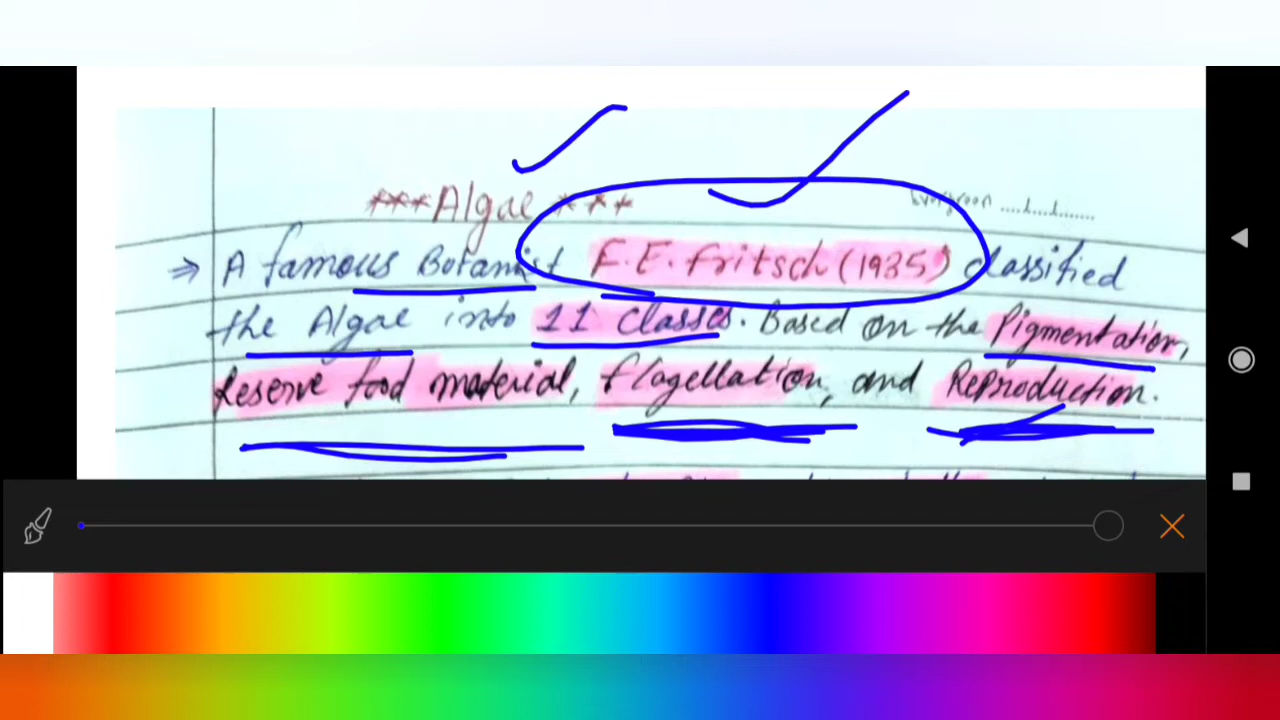 ***Algae***
⇒ A famous Botanist F.E. Fritsch (1935) classified
the Algae into 11 Classes. Based on the Pigmentation,
Reserve food material, flagellation, and Reproduction.